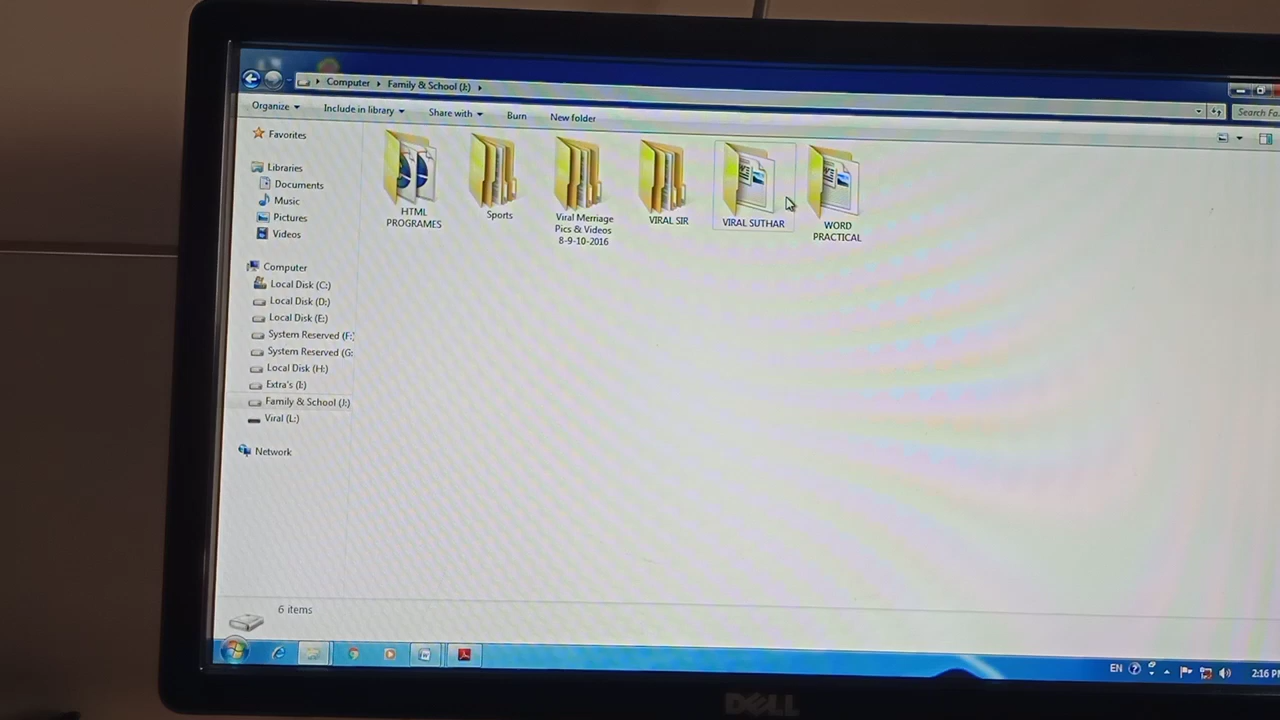 Computer ▸ Family & School (J:) ▸
Organize Include in library Share with Burn New folder
Search Fa
Favorites
Libraries
Documents
Music
Pictures
Videos
Computer
Local Disk (C:)
Local Disk (D:)
Local Disk (E:)
System Reserved (F:
System Reserved (G:
Local Disk (H:)
Extra's (I:)
Family & School (J:)
Viral (L:)
Network
HTML
PROGRAMES
Sports
Viral Merriage
Pics & Videos
8-9-10-2016
VIRAL SIR
VIRAL SUTHAR
WORD
PRACTICAL
6 items
EN
2:16 PM
DELL